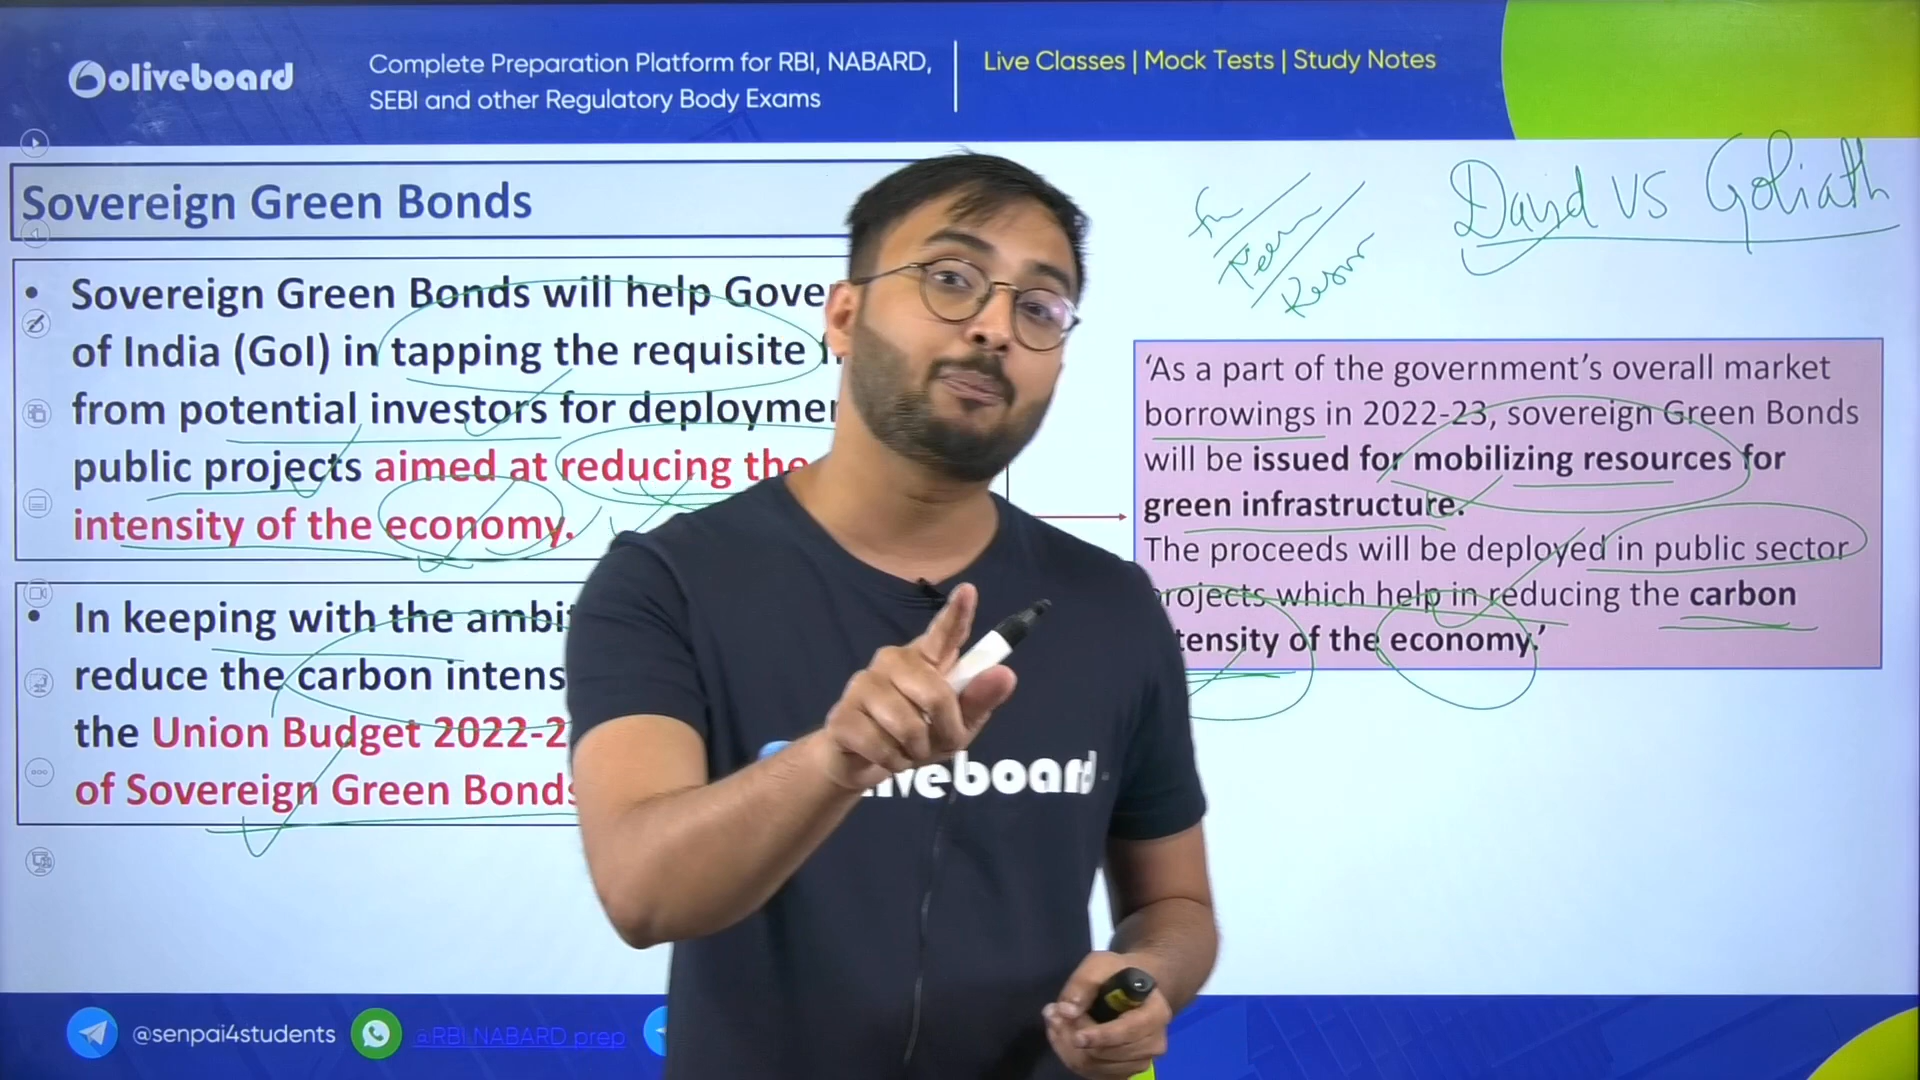 oliveboard
Complete Preparation Platform for RBI, NABARD,
SEBI and other Regulatory Body Exams
Live Classes | Mock Tests | Study Notes
Sovereign Green Bonds
David vs Goliath
• Sovereign Green Bonds will help Gove
of India (GoI) in tapping the requisite
from potential investors for deploymen
public projects aimed at reducing the
intensity of the economy.
• In keeping with the ambi
reduce the carbon intens
the Union Budget 2022-2
of Sovereign Green Bonds
‘As a part of the government’s overall market
borrowings in 2022-23, sovereign Green Bonds
will be issued for mobilizing resources for
green infrastructure.
The proceeds will be deployed in public sector
rojects which help in reducing the carbon
tensity of the economy.’
liveboard
@senpai4students
@RBI NABARD prep